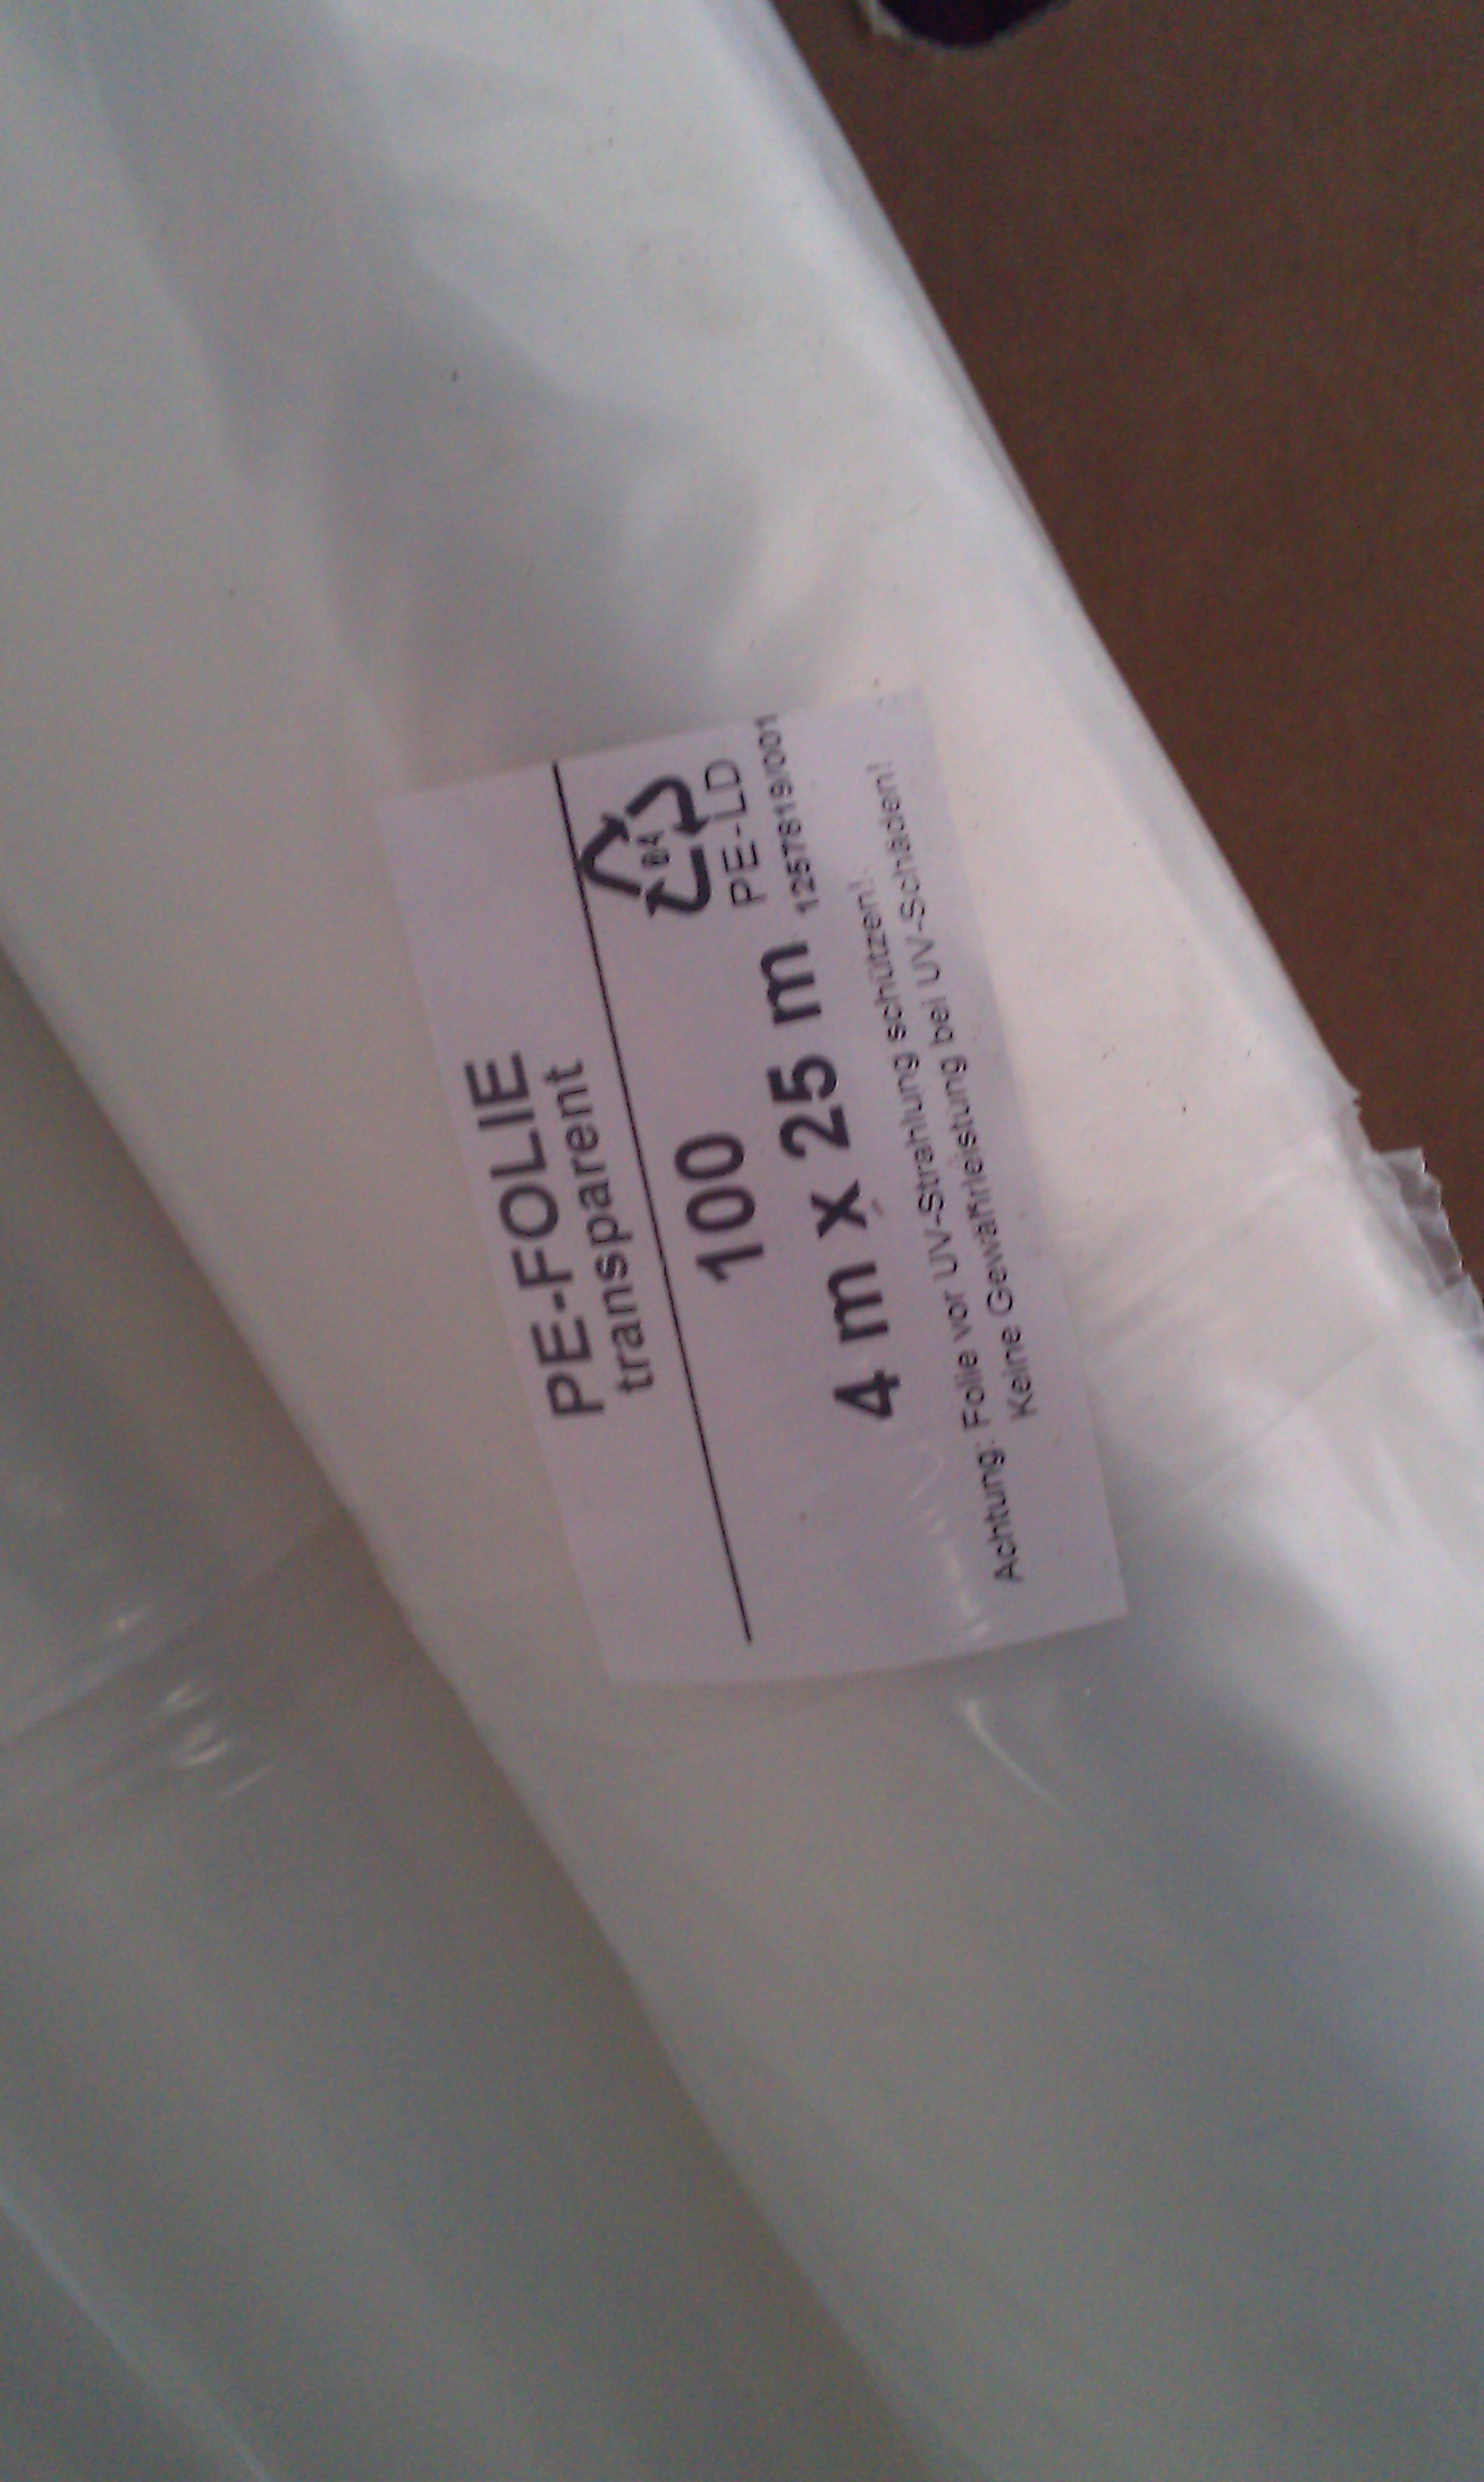 PE-FOLIE
transparent
04
100
PE-LD
4 m x 25 m
12578819/001
Achtung: Folie vor UV-Strahlung schützen!
Keine Gewährleistung bei UV-Schäden!